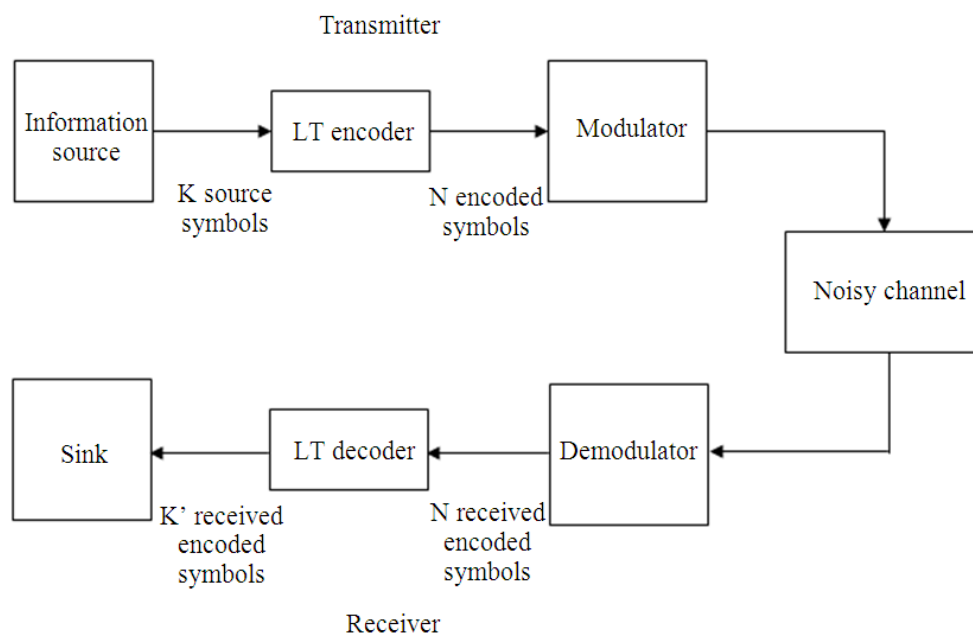 Transmitter
Information
source
LT encoder
Modulator
K source
symbols
N encoded
symbols
Noisy channel
Sink
LT decoder
Demodulator
K’ received
encoded
symbols
N received
encoded
symbols
Receiver